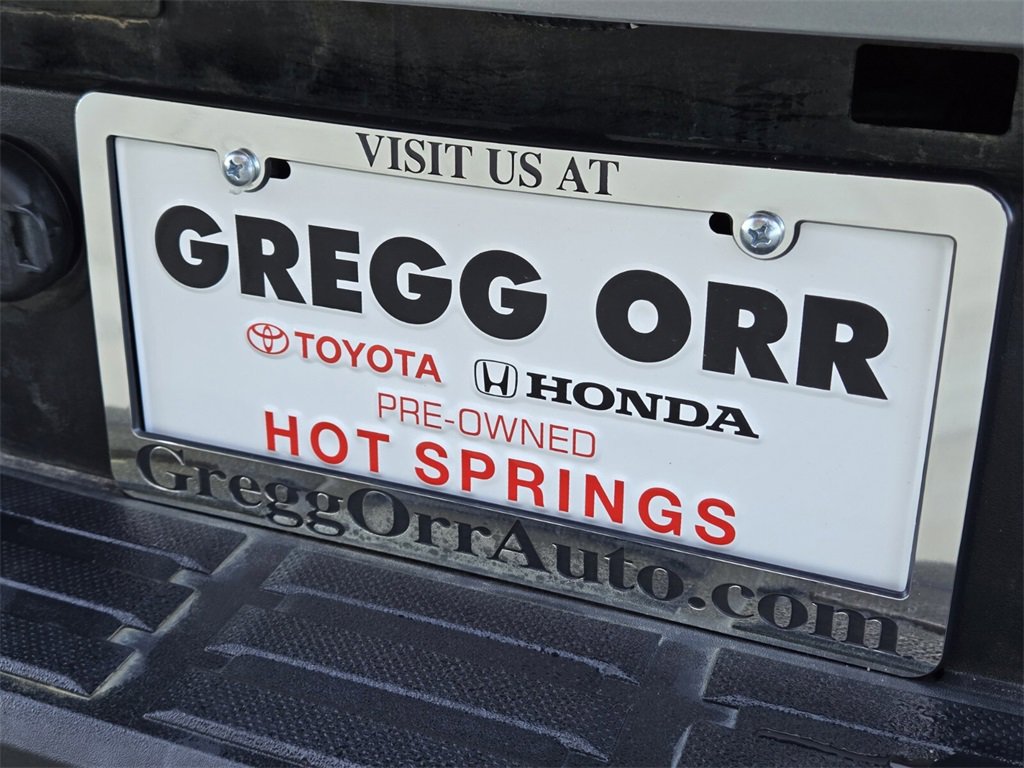 VISIT US AT
GREGG ORR
TOYOTA HONDA
PRE-OWNED
HOT SPRINGS
GreggOrrAuto.com